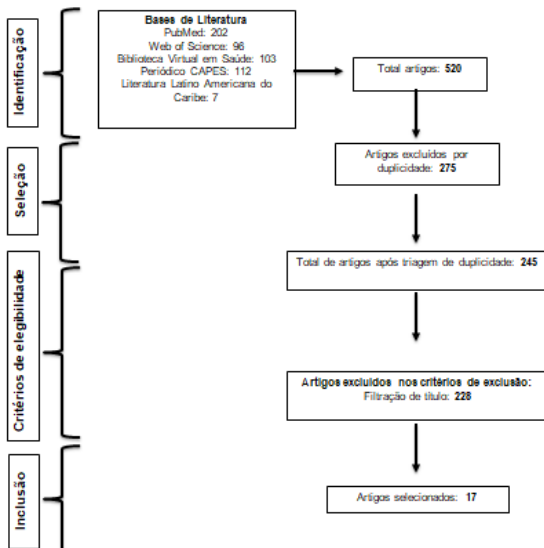 Identificação
Bases de Literatura
PubMed: 202
Web of Science: 96
Biblioteca Virtual em Saúde: 103
Periódico CAPES: 112
Literatura Latino Americana do
Caribe: 7
Total artigos: 520
Seleção
Artigos excluídos por
duplicidade: 275
Critérios de elegibilidade
Total de artigos após triagem de duplicidade: 245
Artigos excluídos nos critérios de exclusão:
Filtração de título: 228
Inclusão
Artigos selecionados: 17